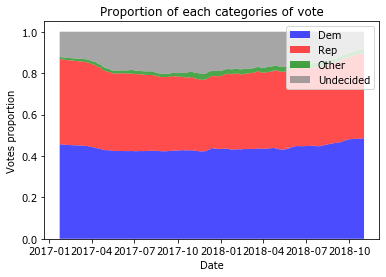 Proportion of each categories of vote
Dem
Rep
Other
Undecided
Votes proportion
1.0
0.8
0.6
0.4
0.2
0.0
2017-01 2017-04 2017-07 2017-10 2018-01 2018-04 2018-07 2018-10
Date